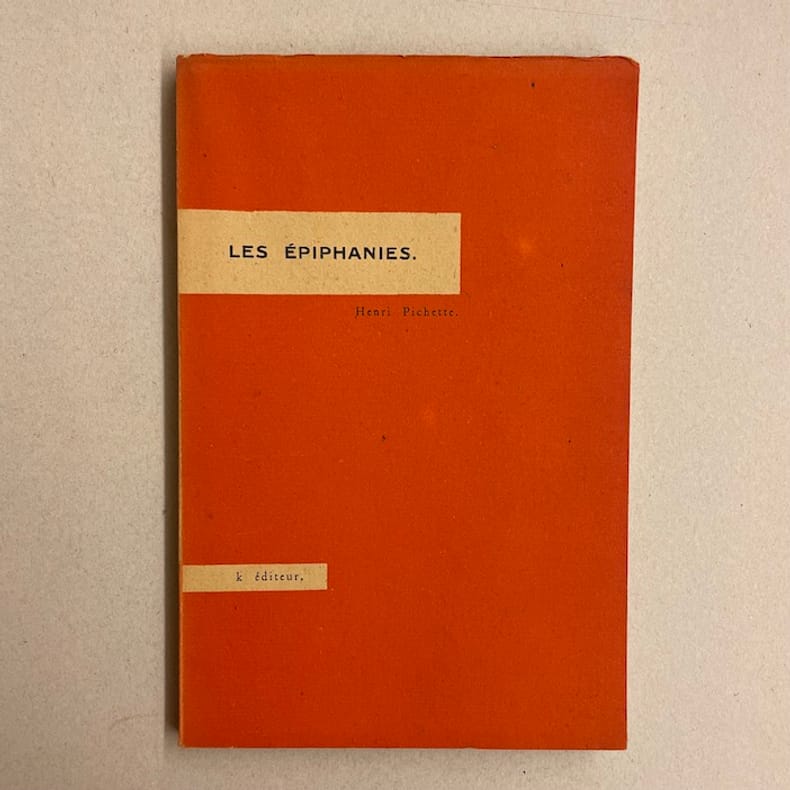 LES ÉPIPHANIES.
Henri Pichette.
k éditeur.